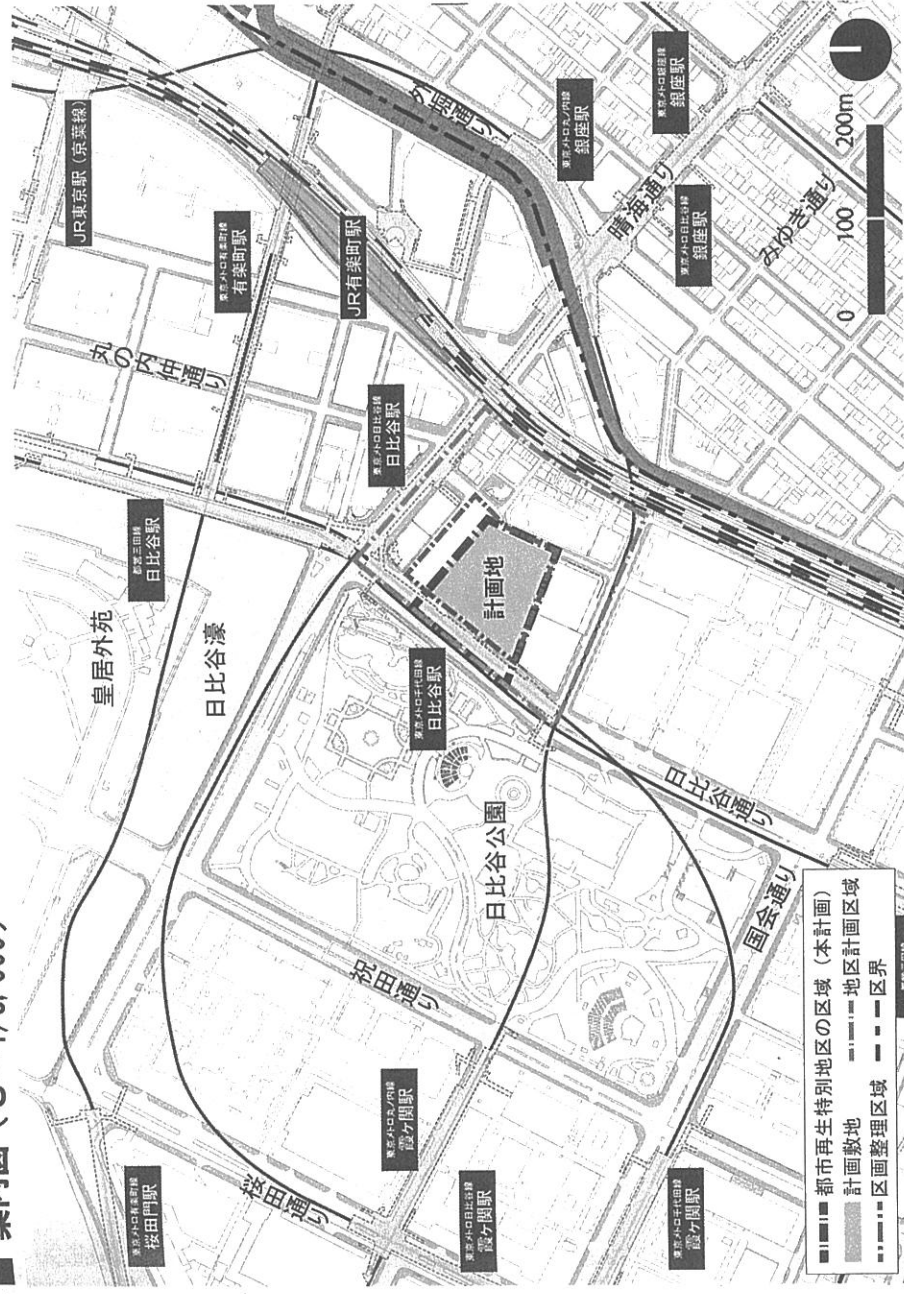 JR東京駅（京葉線）
東京メトロ有楽町線
有楽町駅
JR有楽町駅
外堀通り
東京メトロ丸ノ内線
銀座駅
東京メトロ銀座線
銀座駅
晴海通り
東京メトロ日比谷線
銀座駅
みゆき通り
丸の内仲通り
東京メトロ日比谷線
日比谷駅
都営三田線
日比谷駅
皇居外苑
日比谷濠
計画地
東京メトロ千代田線
日比谷駅
日比谷公園
日比谷通り
国会通り
祝田通り
桜田通り
東京メトロ有楽町線
桜田門駅
東京メトロ丸ノ内線
霞ケ関駅
東京メトロ日比谷線
霞ケ関駅
東京メトロ千代田線
霞ケ関駅
0 100 200m
都市再生特別地区の区域（本計画）
計画敷地 地区計画区域
区画整理区域 区界